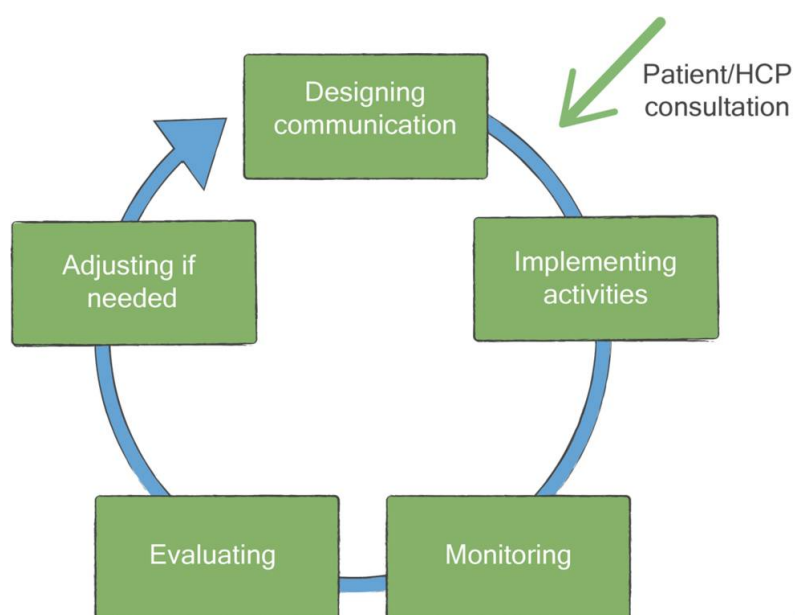 Designing
communication
Patient/HCP
consultation
Implementing
activities
Monitoring
Evaluating
Adjusting if
needed